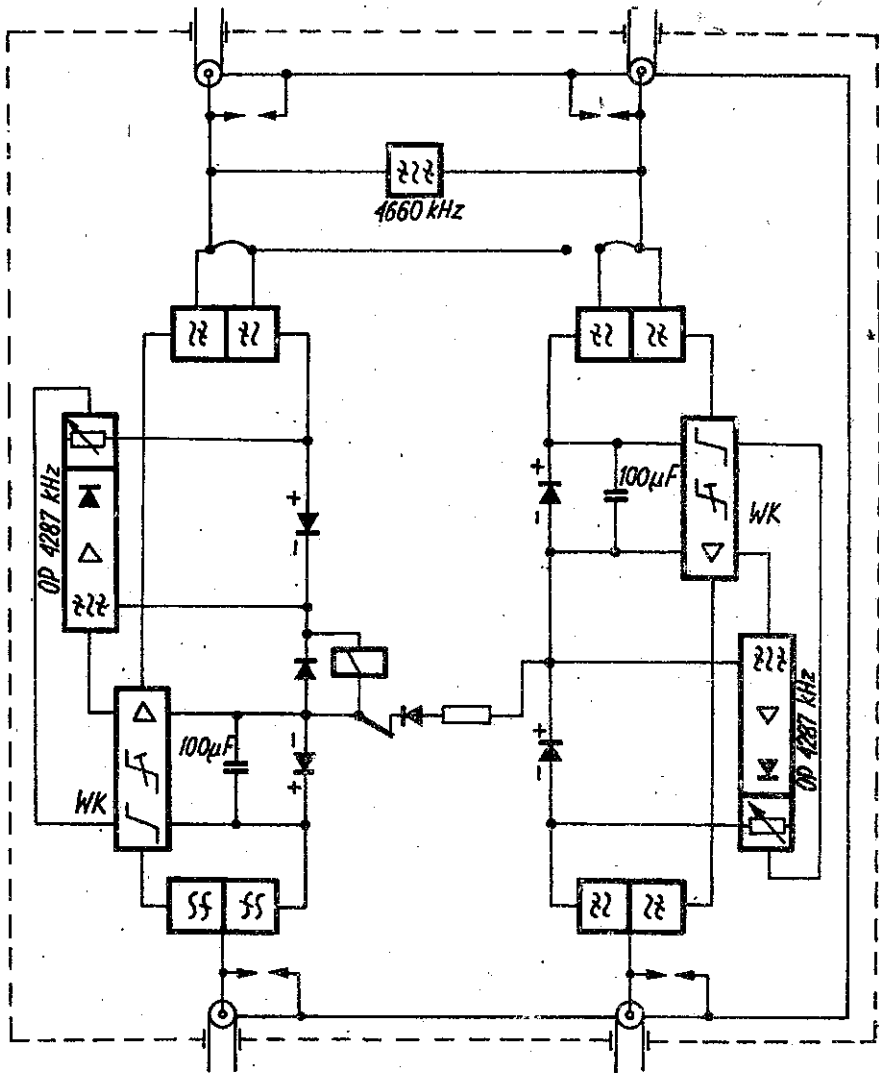 4660 kHz
OP 4287 kHz
+
-
100µF
WK
-
+
+
-
100µF
WK
+
-
OP 4287 kHz